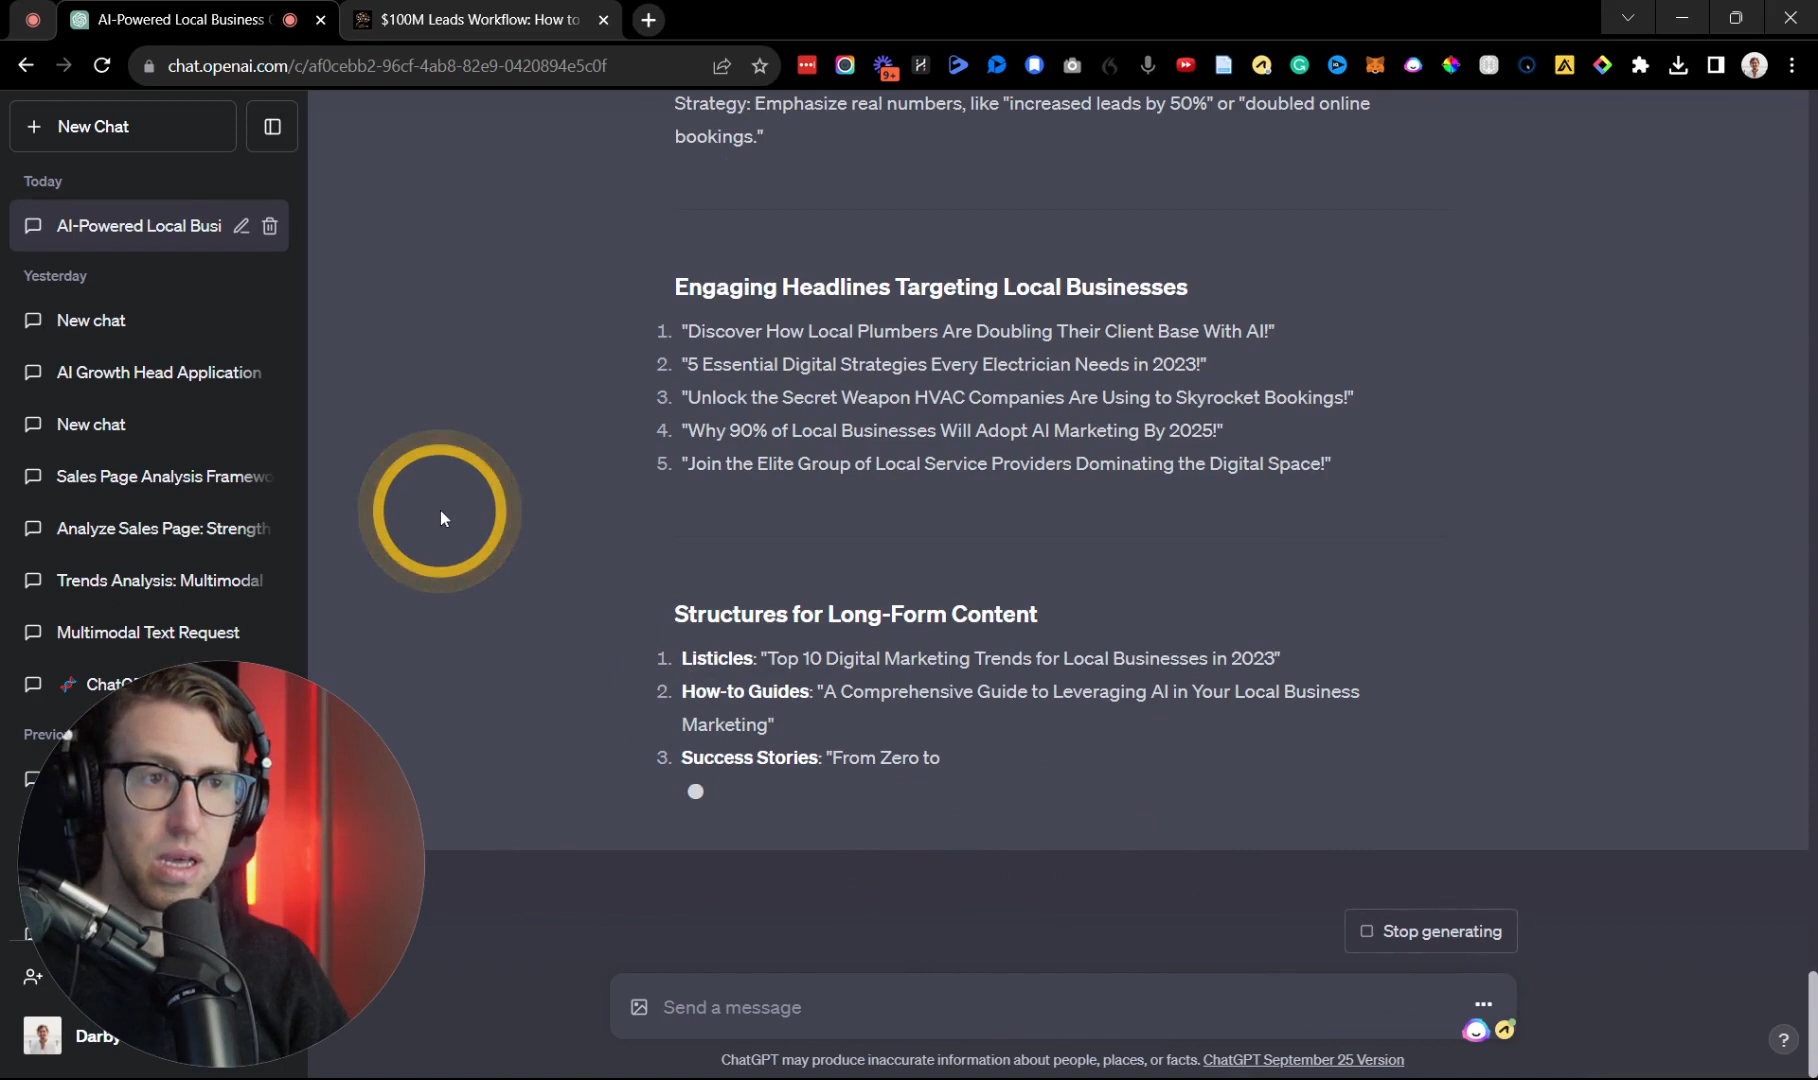 AI-Powered Local Business
$100M Leads Workflow: How to
chat.openai.com/c/af0cebb2-96cf-4ab8-82e9-0420894e5c0f
9+
New Chat
Today
AI-Powered Local Busi
Yesterday
New chat
AI Growth Head Application
New chat
Sales Page Analysis Framewo
Analyze Sales Page: Strength
Trends Analysis: Multimodal
Multimodal Text Request
Darby
Strategy: Emphasize real numbers, like "increased leads by 50%" or "doubled online
bookings."
Engaging Headlines Targeting Local Businesses
1. "Discover How Local Plumbers Are Doubling Their Client Base With AI!"
2. "5 Essential Digital Strategies Every Electrician Needs in 2023!"
3. "Unlock the Secret Weapon HVAC Companies Are Using to Skyrocket Bookings!"
4. "Why 90% of Local Businesses Will Adopt AI Marketing By 2025!"
5. "Join the Elite Group of Local Service Providers Dominating the Digital Space!"
Structures for Long-Form Content
1. Listicles: "Top 10 Digital Marketing Trends for Local Businesses in 2023"
2. How-to Guides: "A Comprehensive Guide to Leveraging AI in Your Local Business
Marketing"
3. Success Stories: "From Zero to
Stop generating
Send a message
ChatGPT may produce inaccurate information about people, places, or facts. ChatGPT September 25 Version
?